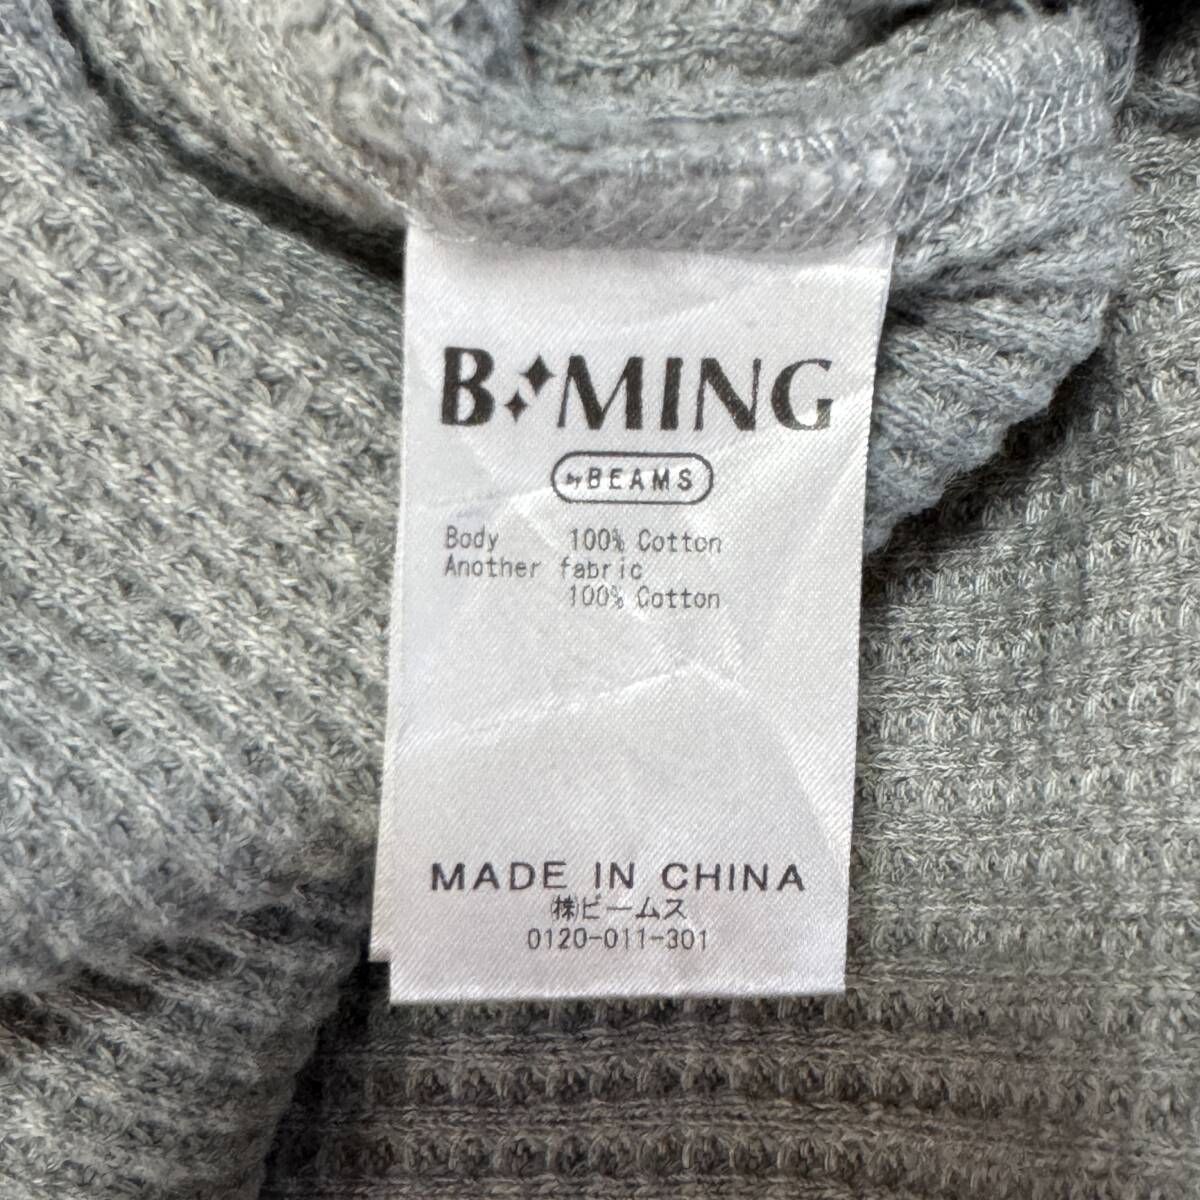 B:MING
by BEAMS
Body 100% Cotton
Another fabric
100% Cotton
MADE IN CHINA
㈱ビームス
0120-011-301